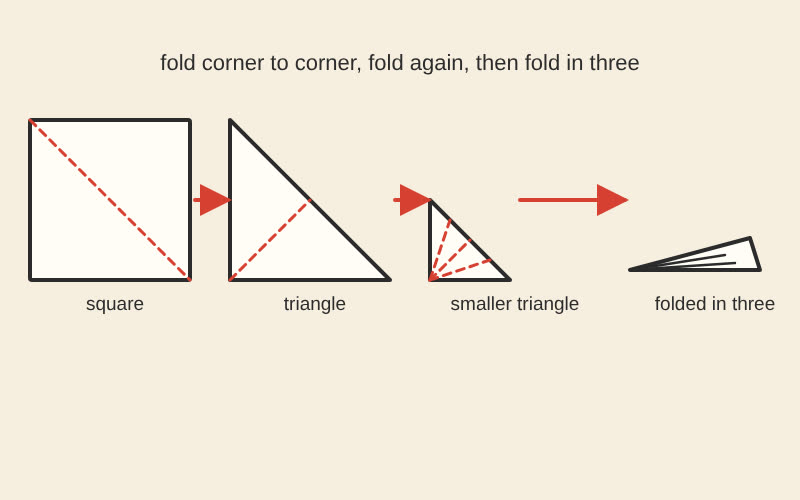 fold corner to corner, fold again, then fold in three
square
triangle
smaller triangle
folded in three